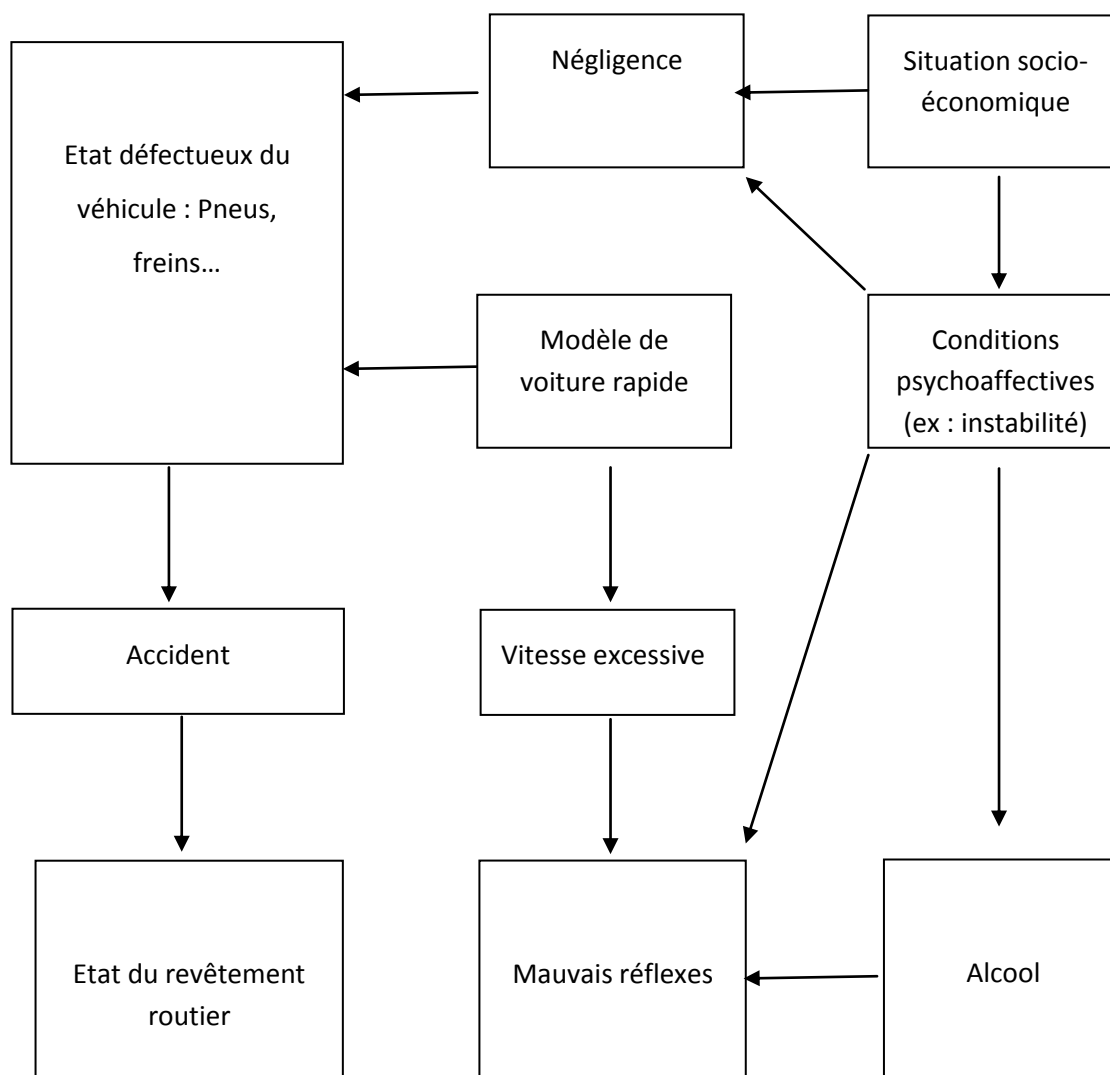 Négligence
Situation socio-
économique
Etat défectueux du
véhicule : Pneus,
freins…
Modèle de
voiture rapide
Conditions
psychoaffectives
(ex : instabilité)
Accident
Vitesse excessive
Etat du revêtement
routier
Mauvais réflexes
Alcool